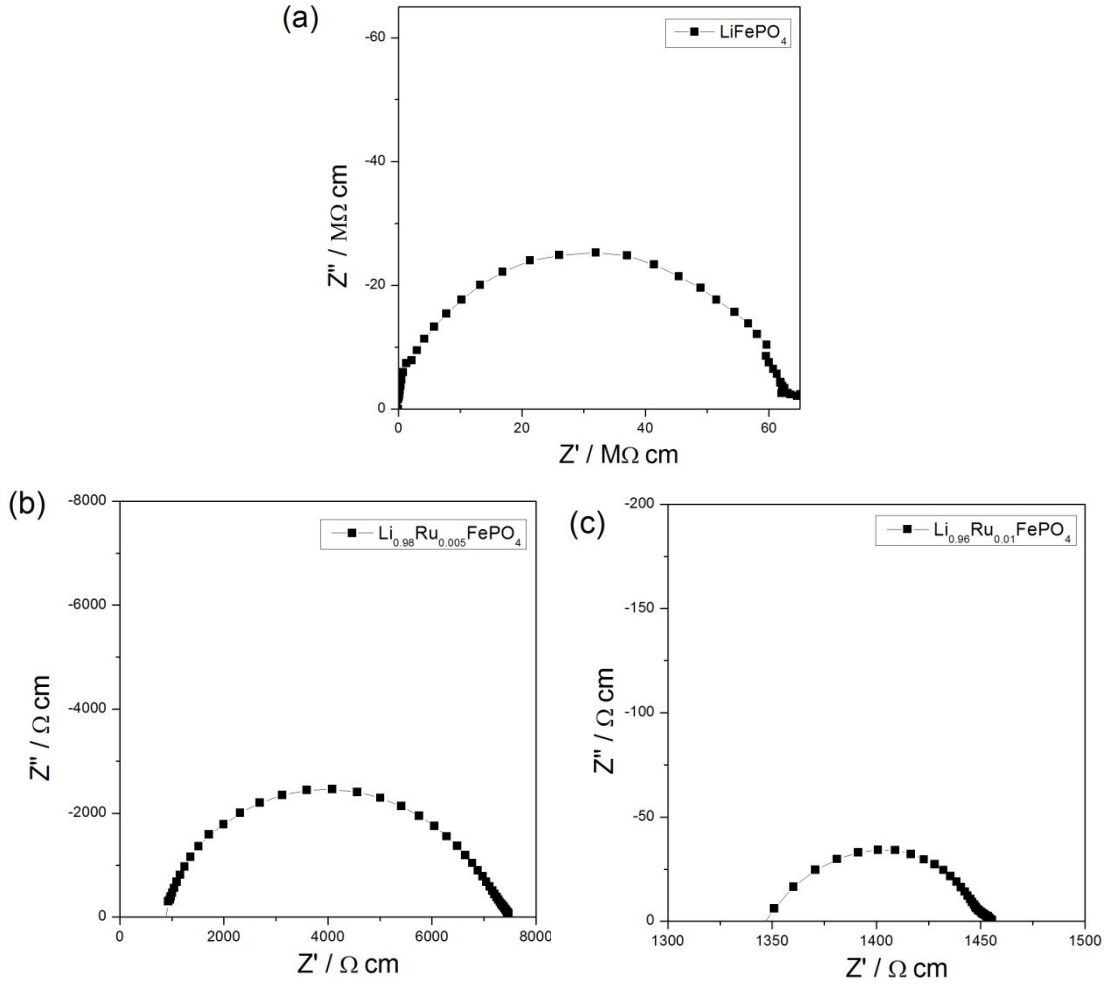 (a)
LiFePO₄
-60
-40
-20
0
Z'' / MΩ cm
0 20 40 60
Z' / MΩ cm
(b)
Li₀.₉₈Ru₀.₀₀₅FePO₄
-8000
-6000
-4000
-2000
0
Z'' / Ω cm
0 2000 4000 6000 8000
Z' / Ω cm
(c)
Li₀.₉₆Ru₀.₀₁FePO₄
-200
-150
-100
-50
0
Z'' / Ω cm
1300 1350 1400 1450 1500
Z' / Ω cm